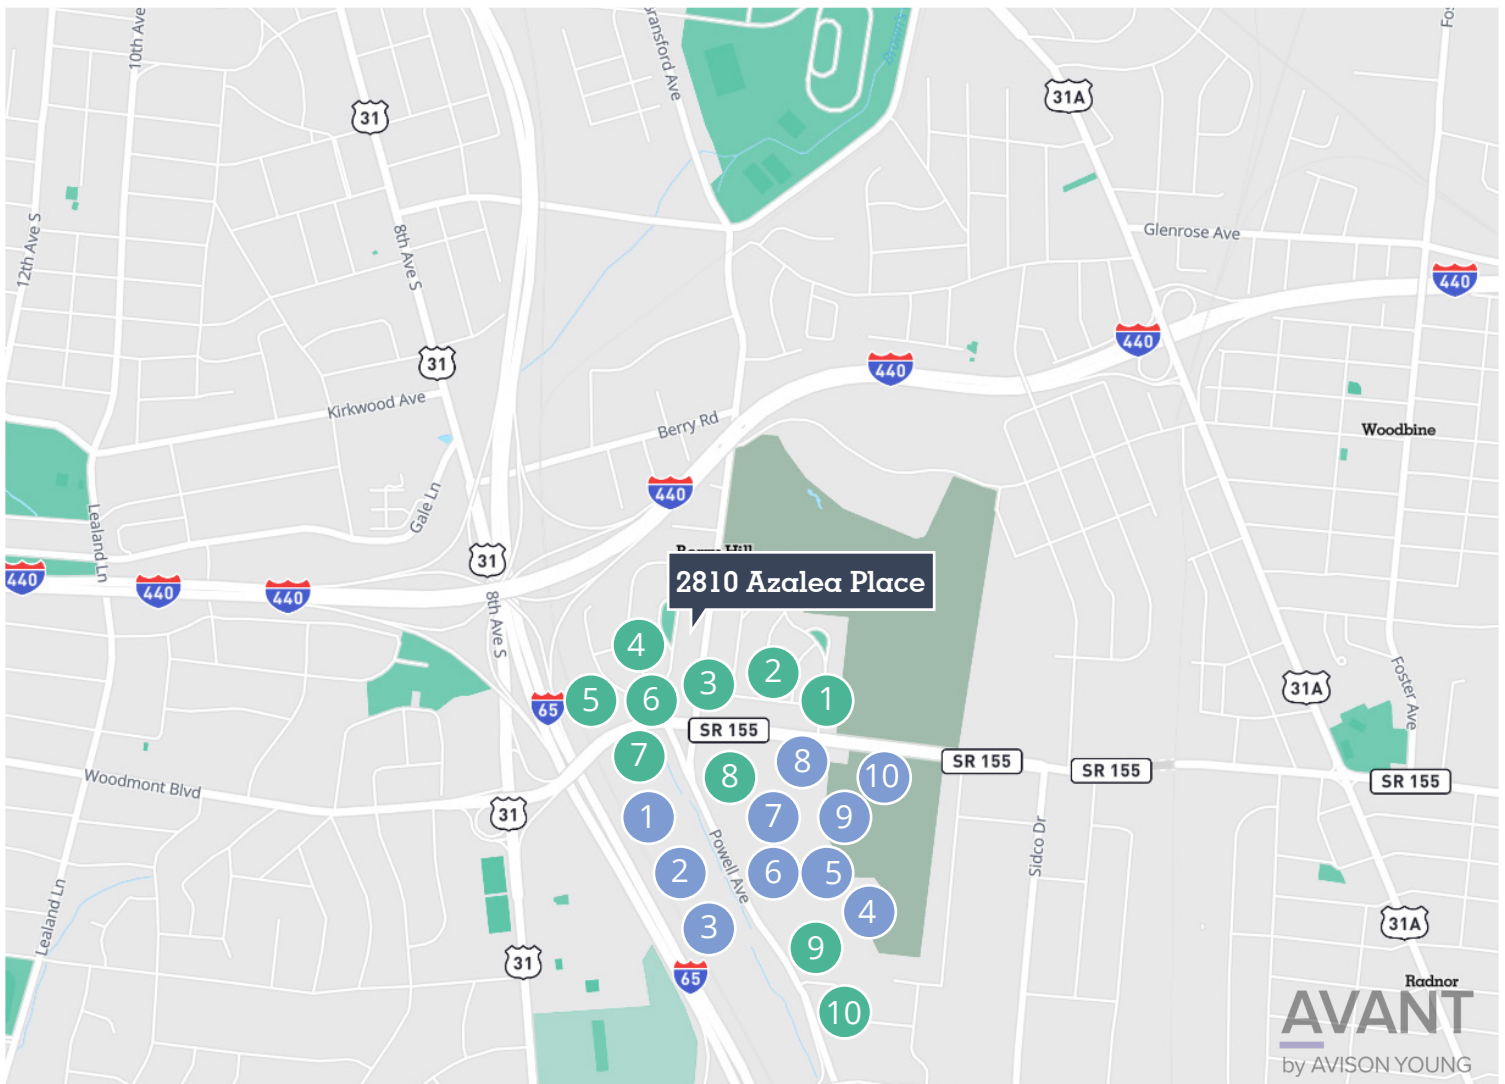 10th Ave
Bransford Ave
Fos
31
31A
12th Ave S
8th Ave S
Glenrose Ave
440
31
440
440
Kirkwood Ave
Berry Rd
Woodbine
440
Gale Ln
Lealand Ln
31
Berry Hill
440
440
440
2810 Azalea Place
8th Ave S
4
3
2
1
5
6
65
31A
Foster Ave
SR 155
7
8
8
10
SR 155
SR 155
SR 155
Woodmont Blvd
31
1
7
9
Sidco Dr
Powell Ave
2
6
5
4
3
9
31A
Lealand Ln
31
65
10
Radnor
AVANT
by AVISON YOUNG